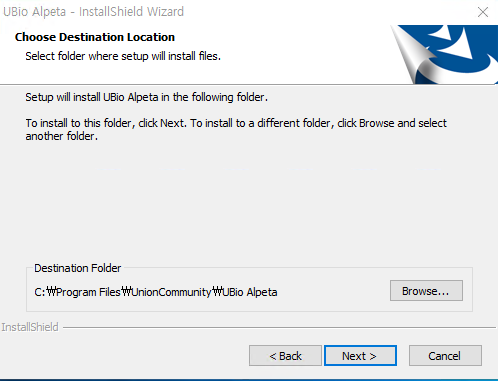 UBio Alpeta - InstallShield Wizard
Choose Destination Location
Select folder where setup will install files.
Setup will install UBio Alpeta in the following folder.
To install to this folder, click Next. To install to a different folder, click Browse and select
another folder.
Destination Folder
C:₩Program Files₩UnionCommunity₩UBio Alpeta
Browse...
InstallShield
< Back
Next >
Cancel